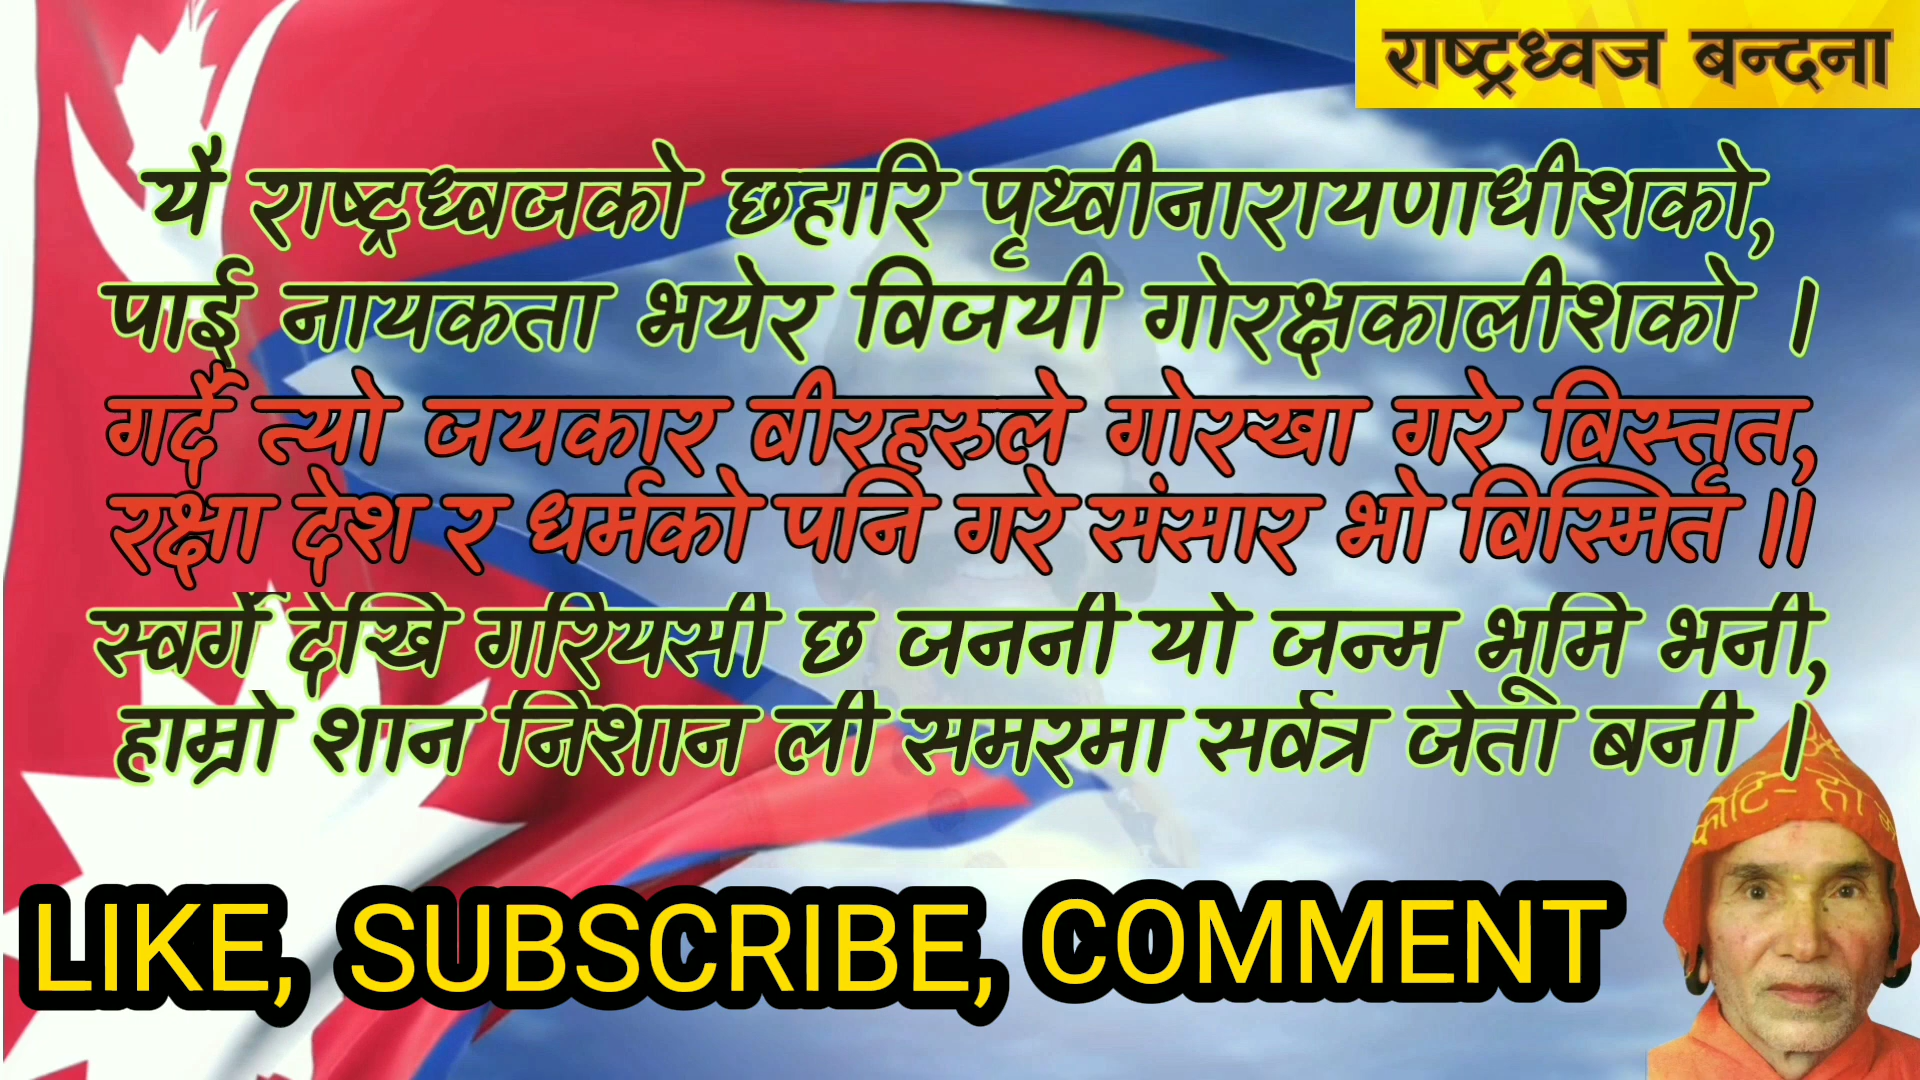 राष्ट्रध्वज बन्दना
यै राष्ट्रध्वजको छहारि पृथ्वीनारायणाधीशको,
पाई नायकता भयेर विजयी गोरक्षकालीशको ।
गर्दै त्यो जयकार वीरहरुले गोरखा गरे विस्तृत,
रक्षा देश र धर्मको पनि गरे संसार भो विस्मित ॥
स्वर्गै देखि गरियसी छ जननी यो जन्म भूमि भनी,
हाम्रो शान निशान ली समरमा सर्वत्र जेता बनी ।
कोटि-हो
LIKE, SUBSCRIBE, COMMENT